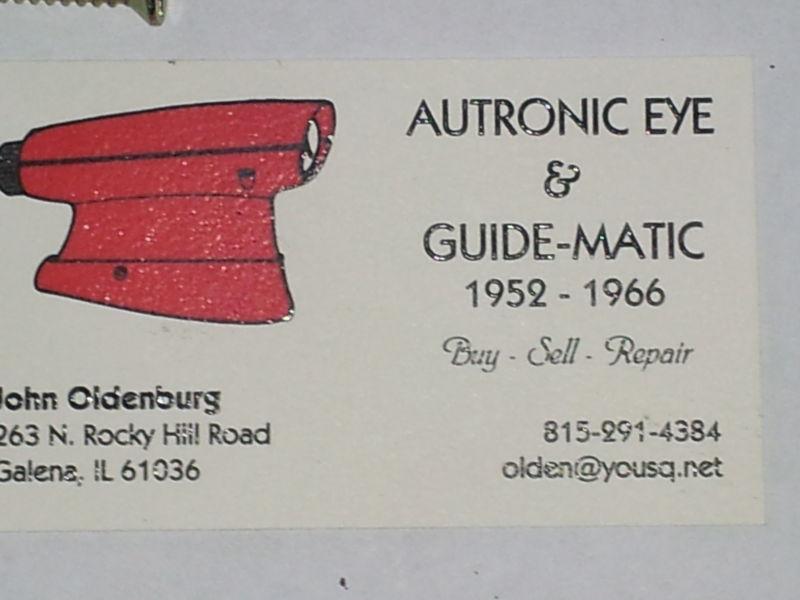 AUTRONIC EYE
&
GUIDE-MATIC
1952 - 1966
Buy - Sell - Repair
John Oldenburg
263 N. Rocky Hill Road
Galena, IL 61036
815-291-4384
olden@yousq.net